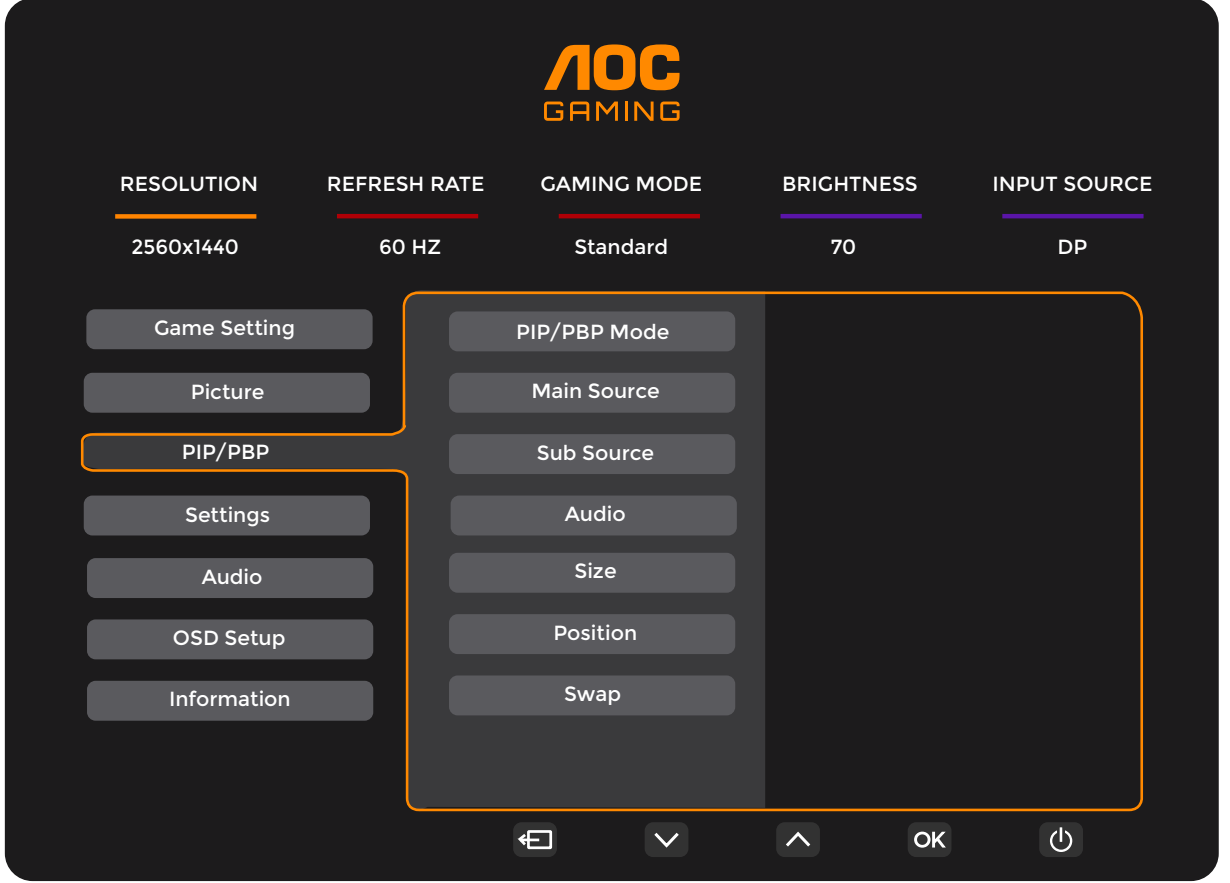 AOC
GAMING
RESOLUTION REFRESH RATE GAMING MODE BRIGHTNESS INPUT SOURCE
2560x1440 60 HZ Standard 70 DP
Game Setting
Picture
PIP/PBP
Settings
Audio
OSD Setup
Information
PIP/PBP Mode
Main Source
Sub Source
Audio
Size
Position
Swap
OK